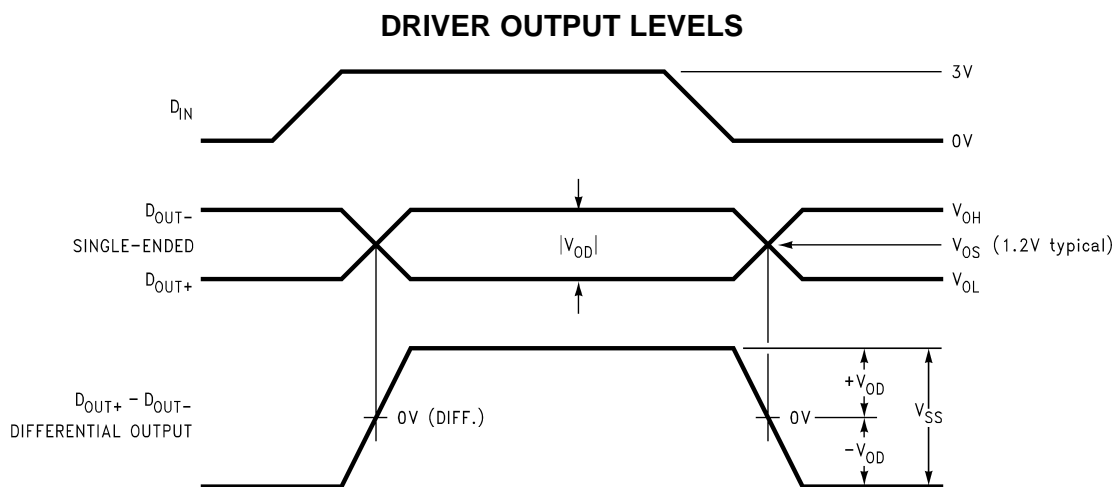 DRIVER OUTPUT LEVELS
3V
DIN
0V
DOUT−
VOH
SINGLE-ENDED
|VOD|
VOS (1.2V typical)
DOUT+
VOL
+VOD
DOUT+ − DOUT−
DIFFERENTIAL OUTPUT
0V (DIFF.)
0V
VSS
−VOD